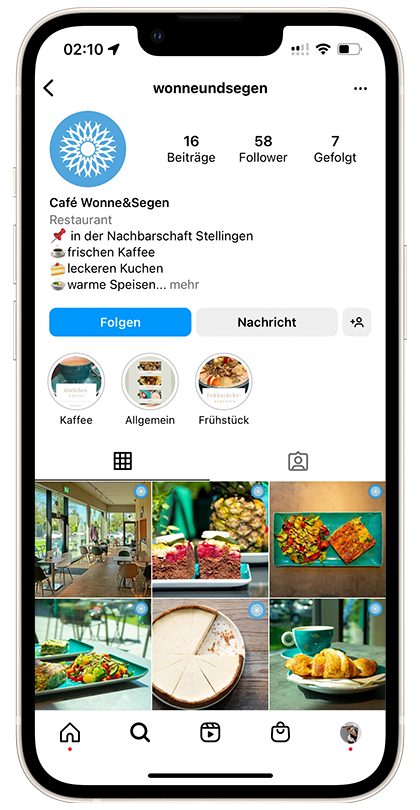 02:10
wonneundsegen
16 58 7
Beiträge Follower Gefolgt
Café Wonne&Segen
Restaurant
📌 in der Nachbarschaft Stellingen
☕frischen Kaffee
🍰leckeren Kuchen
🍲warme Speisen... mehr
Folgen Nachricht
Kaffee Allgemein Frühstück